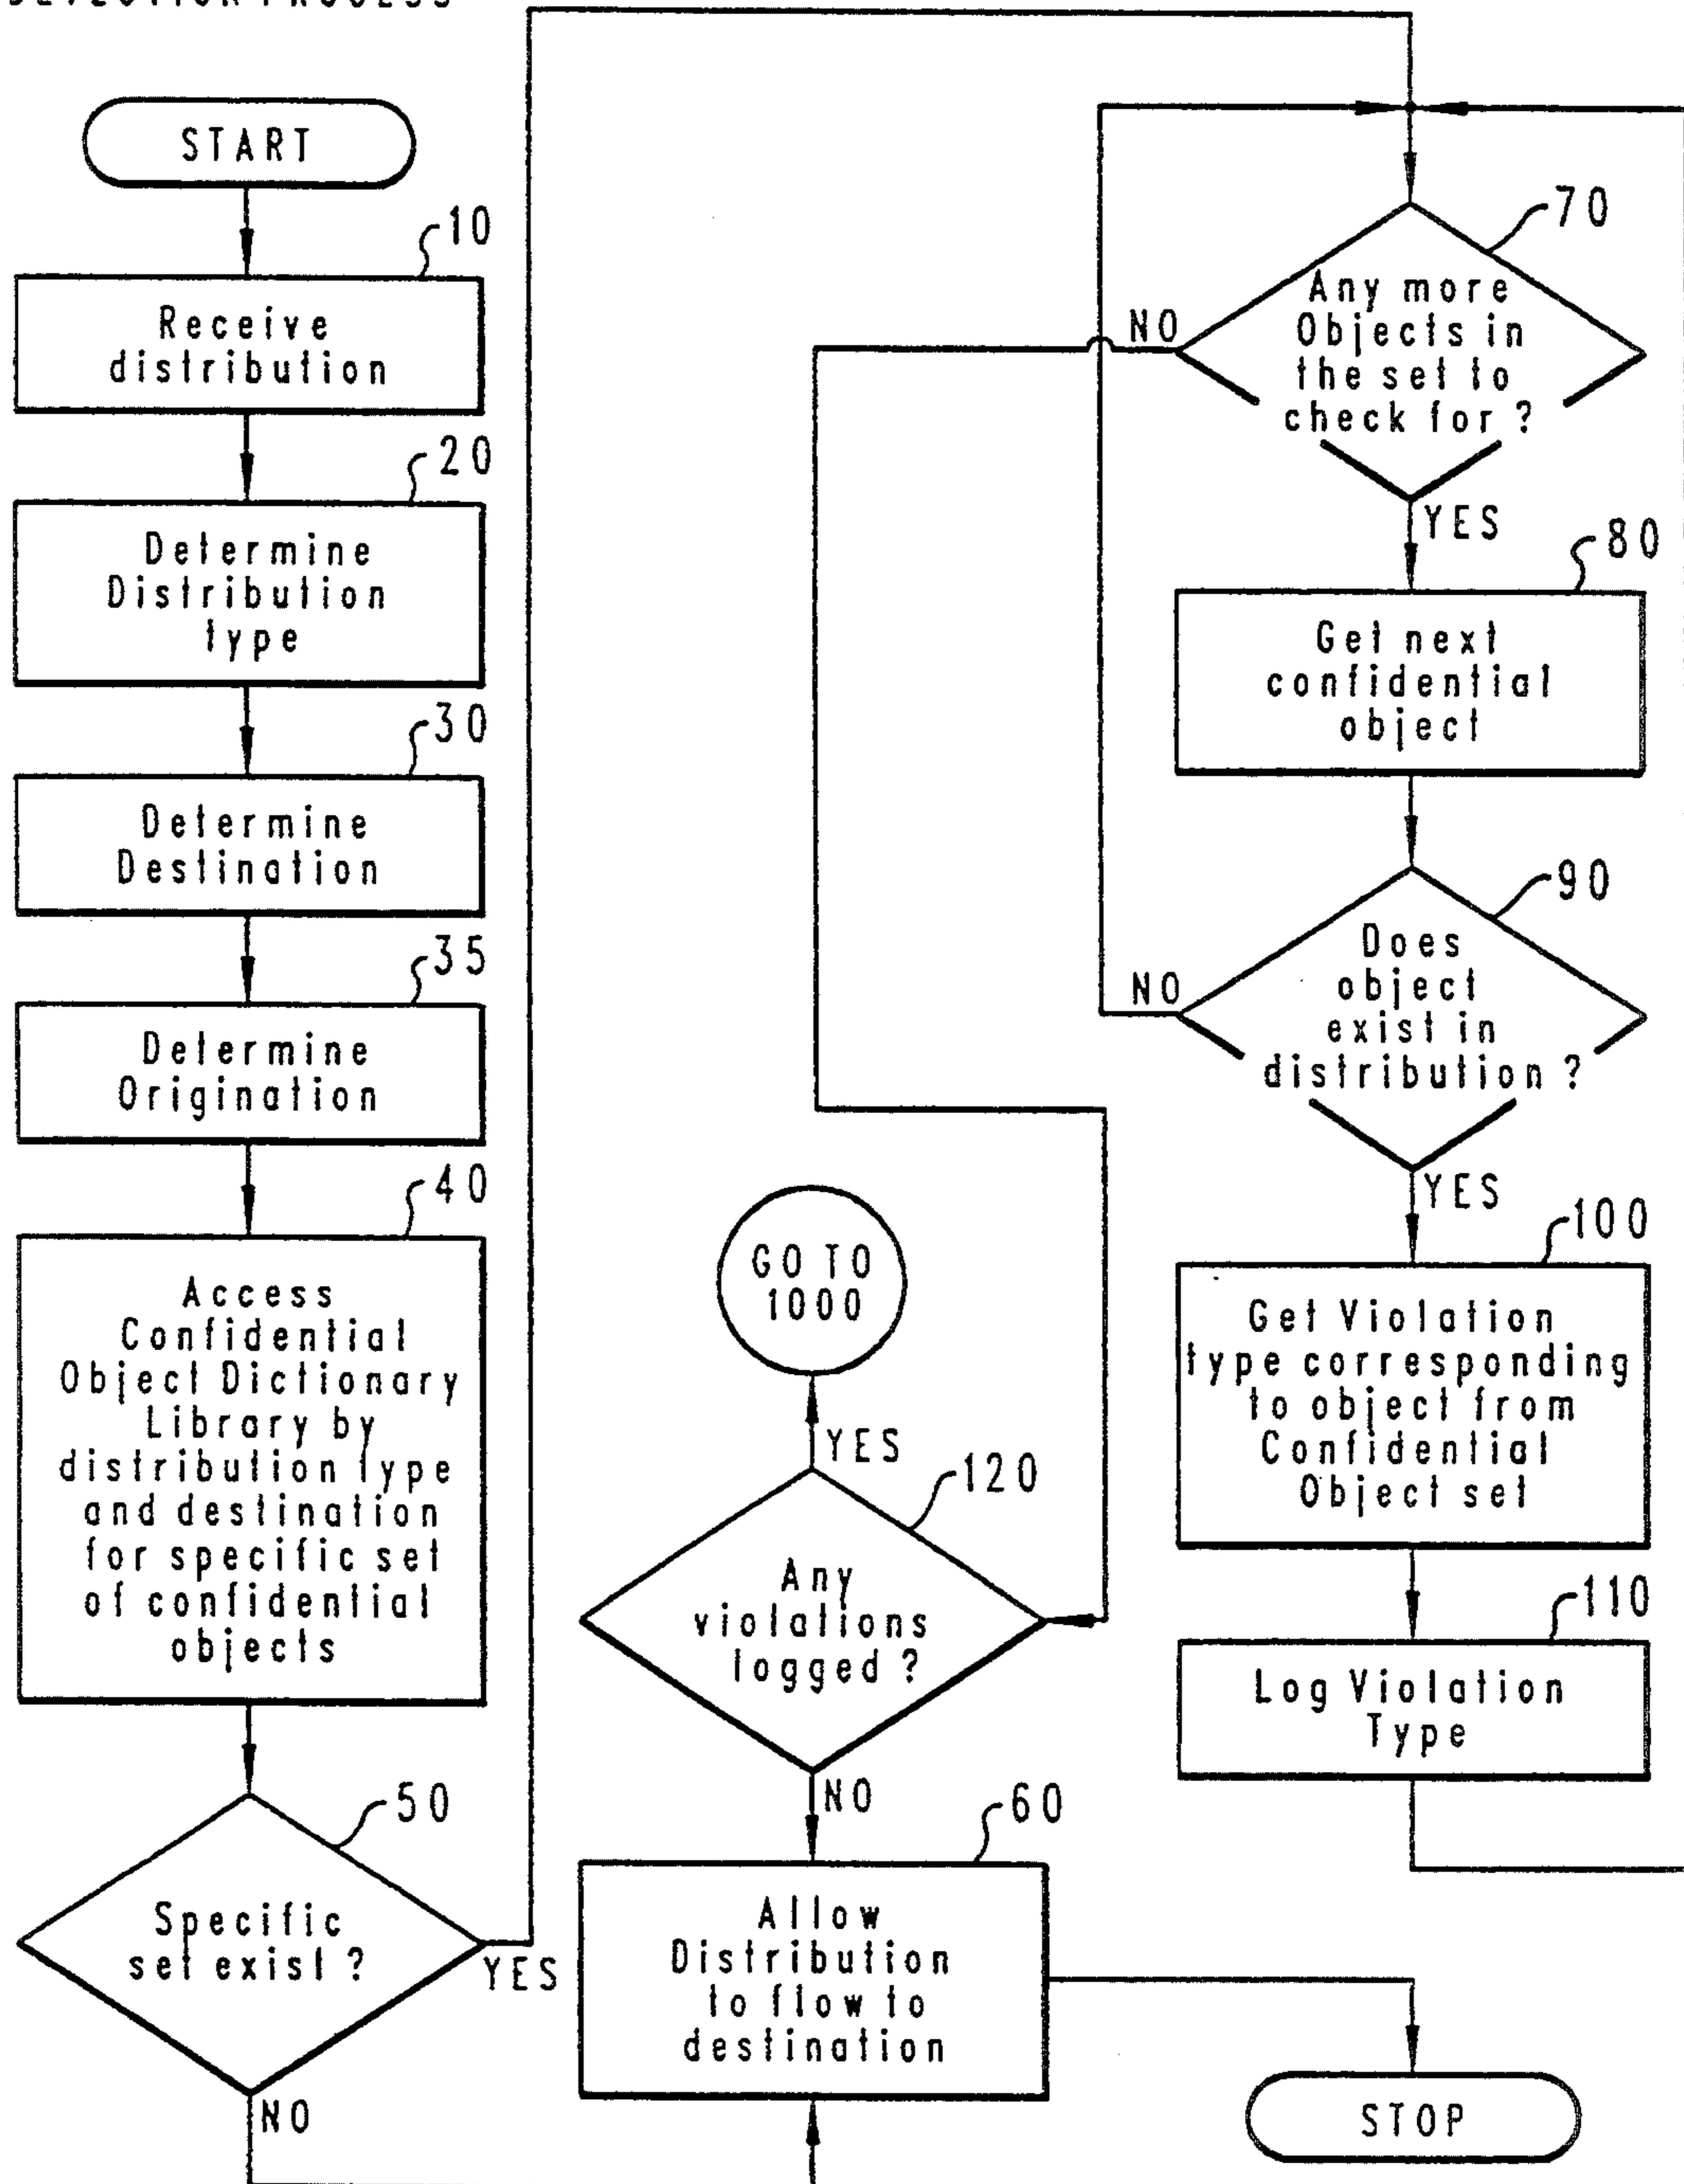 DETECTION PROCESS
START
10
Receive
distribution
20
Determine
Distribution
type
30
Determine
Destination
35
Determine
Origination
40
Access
Confidential
Object Dictionary
Library by
distribution type
and destination
for specific set
of confidential
objects
50
Specific
set exist ?
YES
NO
70
Any more
Objects in
the set to
check for ?
NO
YES
80
Get next
confidential
object
90
Does
object
exist in
distribution ?
NO
YES
100
Get Violation
type corresponding
to object from
Confidential
Object set
110
Log Violation
Type
GO TO
1000
YES
120
Any
violations
logged ?
NO
60
Allow
Distribution
to flow to
destination
STOP